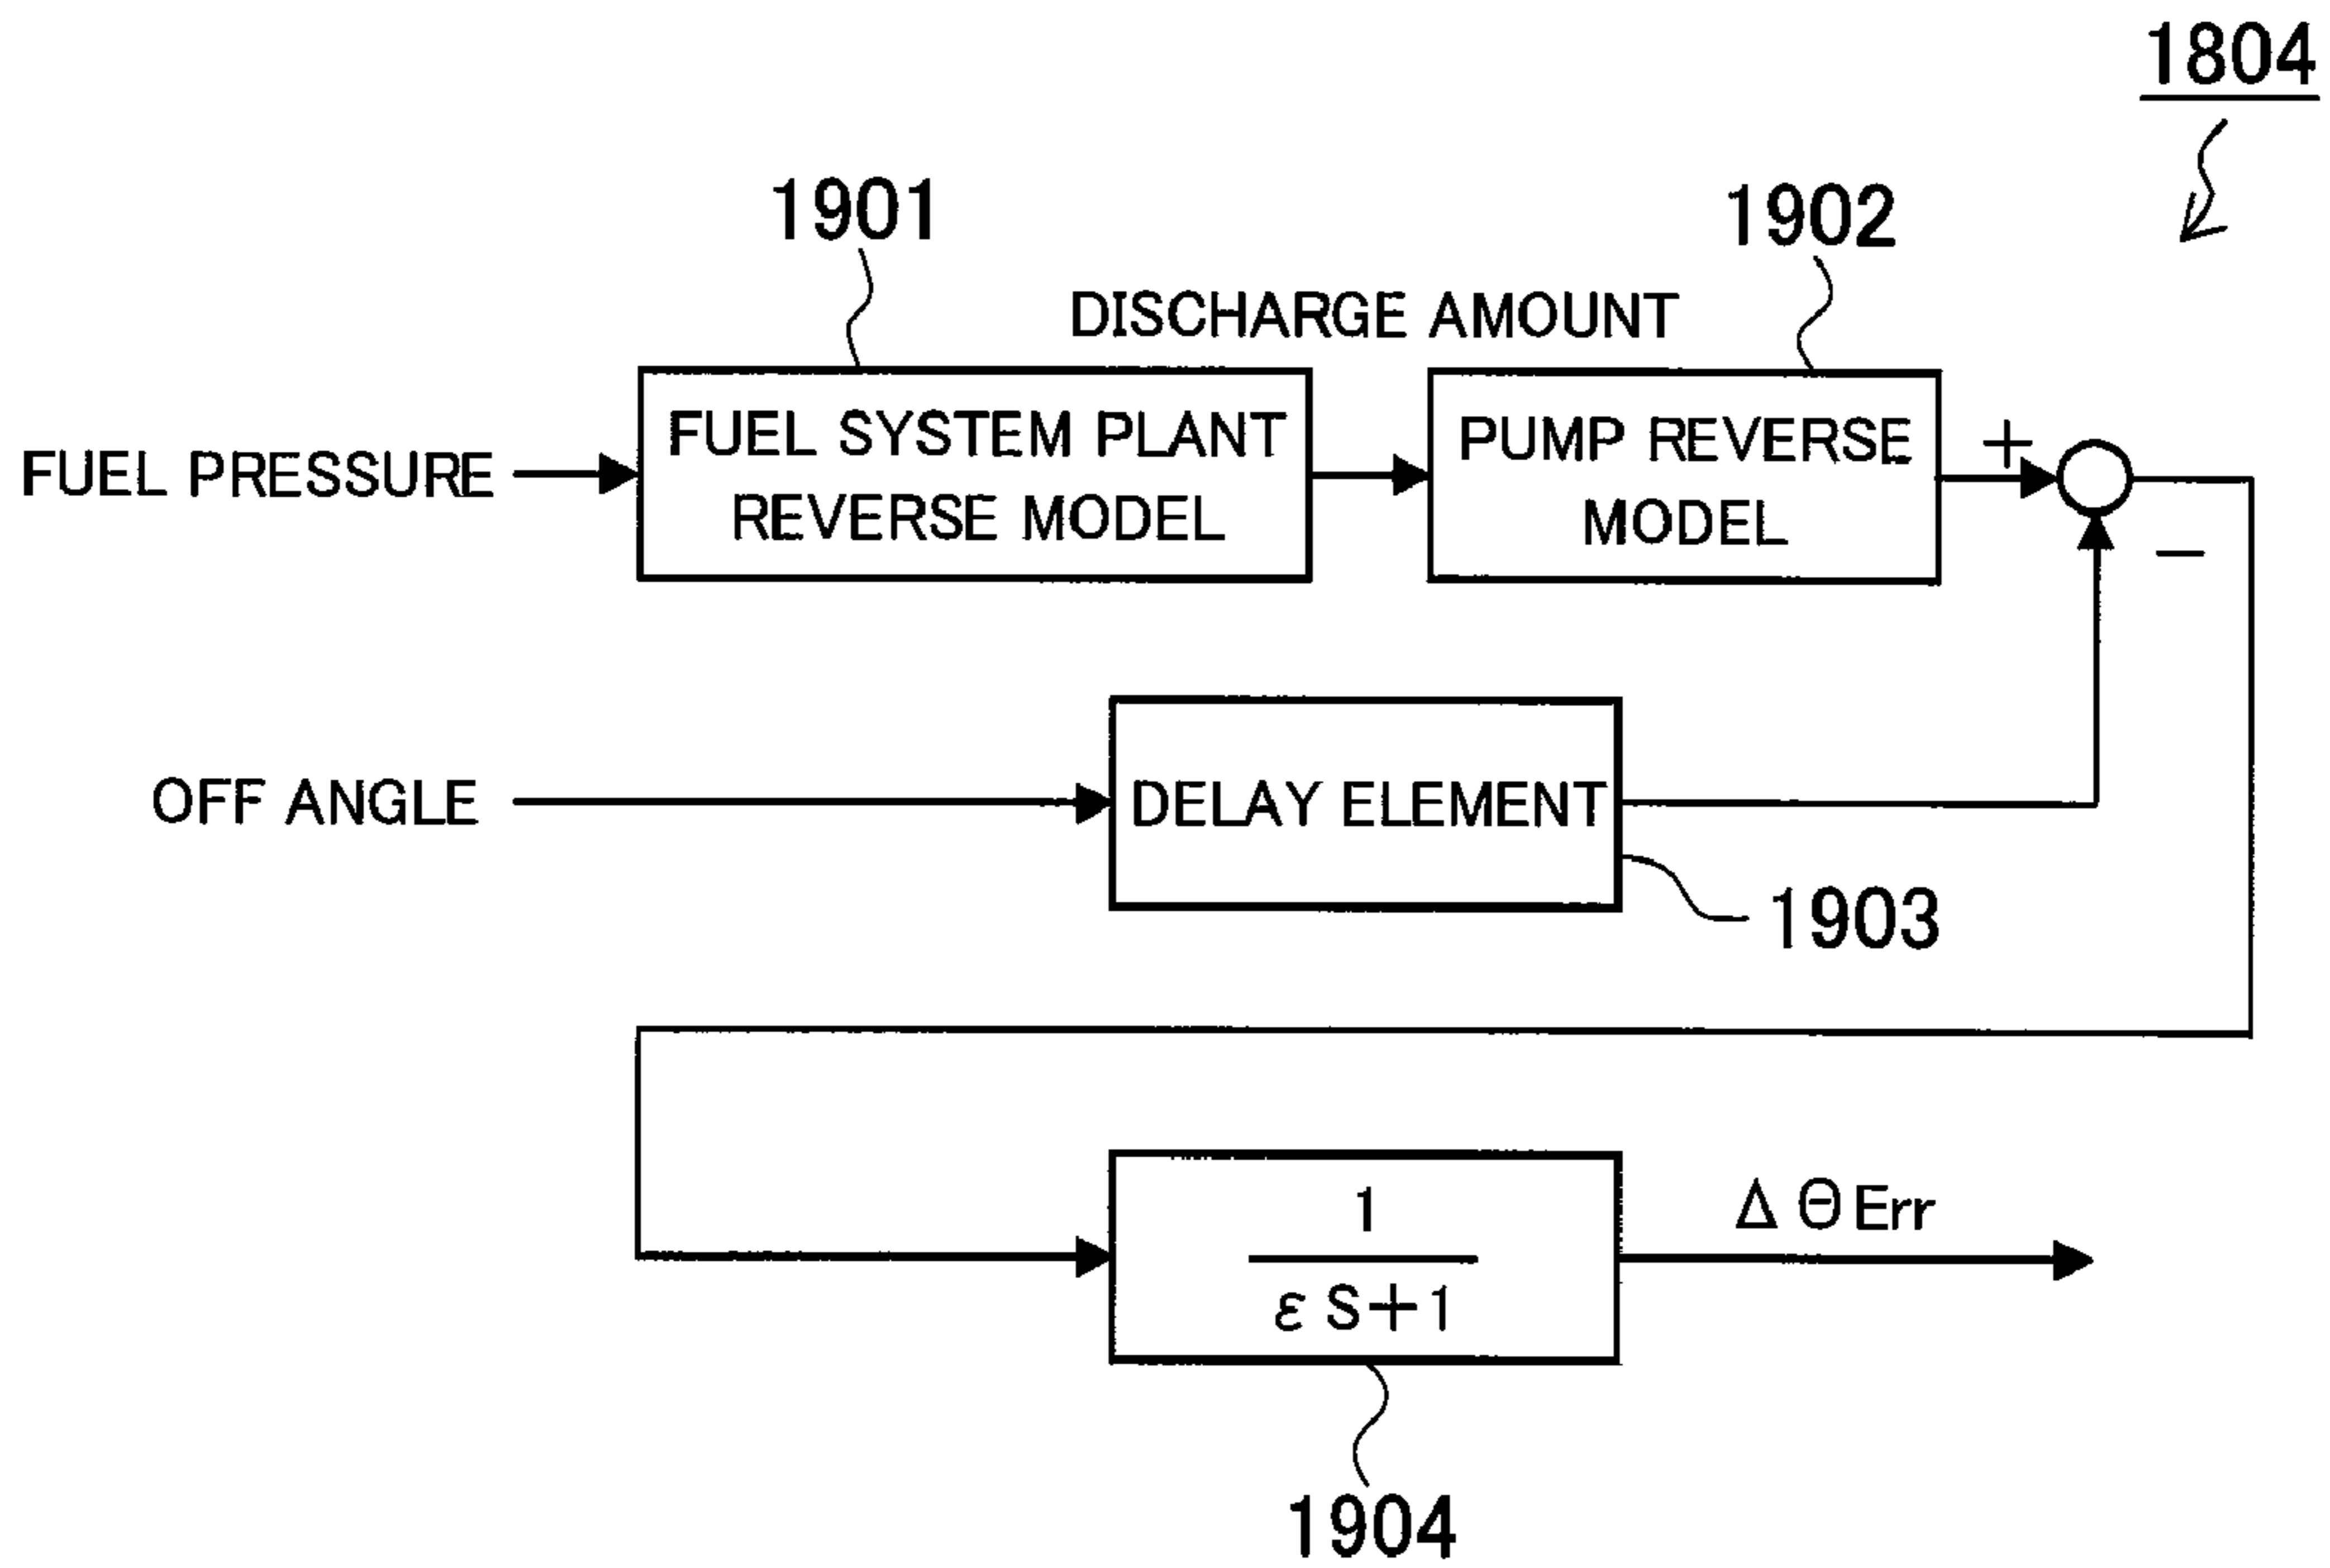 1804
1901
1902
DISCHARGE AMOUNT
FUEL PRESSURE
FUEL SYSTEM PLANT
REVERSE MODEL
PUMP REVERSE
MODEL
+
−
OFF ANGLE
DELAY ELEMENT
1903
1
εS+1
ΔΘErr
1904